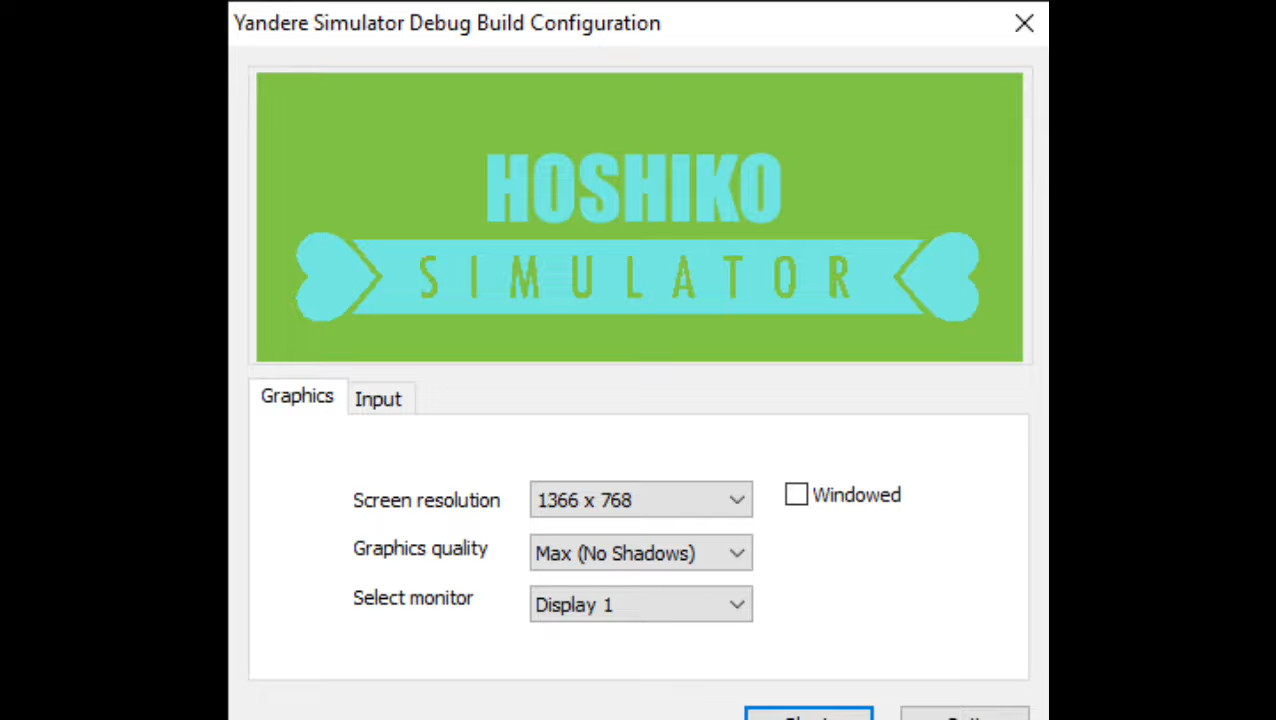 Yandere Simulator Debug Build Configuration
HOSHIKO
SIMULATOR
Graphics
Input
Screen resolution
1366 x 768
Windowed
Graphics quality
Max (No Shadows)
Select monitor
Display 1